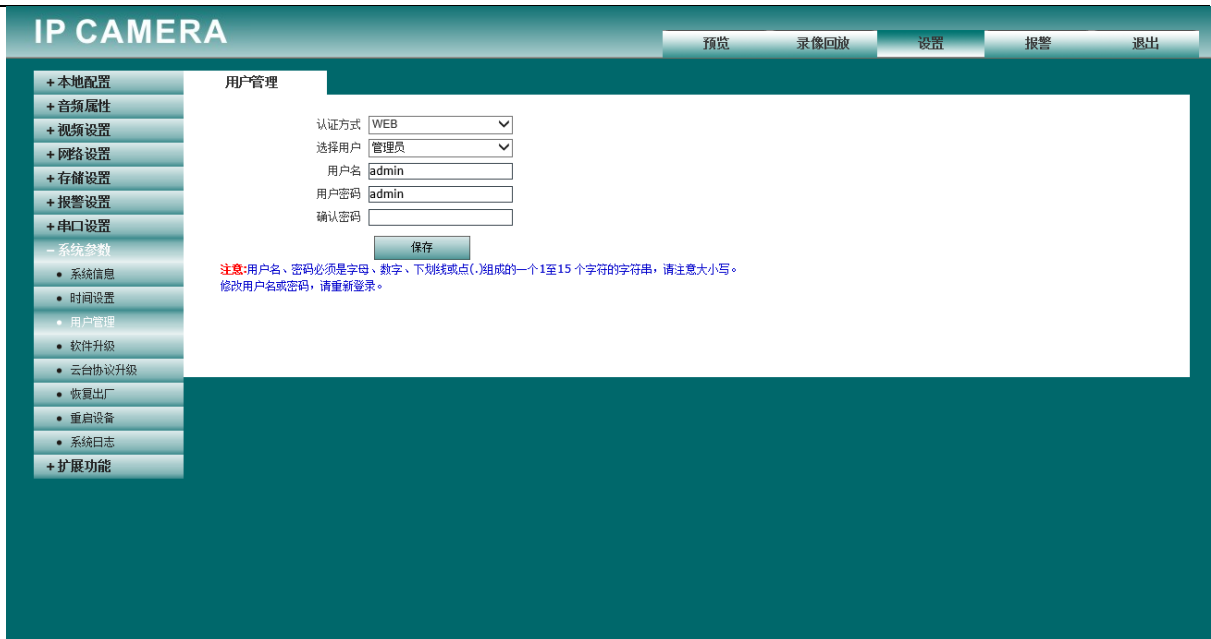 IP CAMERA
预览 录像回放 设置 报警 退出
+本地配置
+音频属性
+视频设置
+网络设置
+存储设置
+报警设置
+串口设置
-系统参数
• 系统信息
• 时间设置
• 用户管理
• 软件升级
• 云台协议升级
• 恢复出厂
• 重启设备
• 系统日志
+扩展功能
用户管理
认证方式 WEB
选择用户 管理员
用户名 admin
用户密码 admin
确认密码
保存
注意:用户名、密码必须是字母、数字、下划线或点(.)组成的一个1至15 个字符的字符串，请注意大小写。
修改用户名或密码，请重新登录。